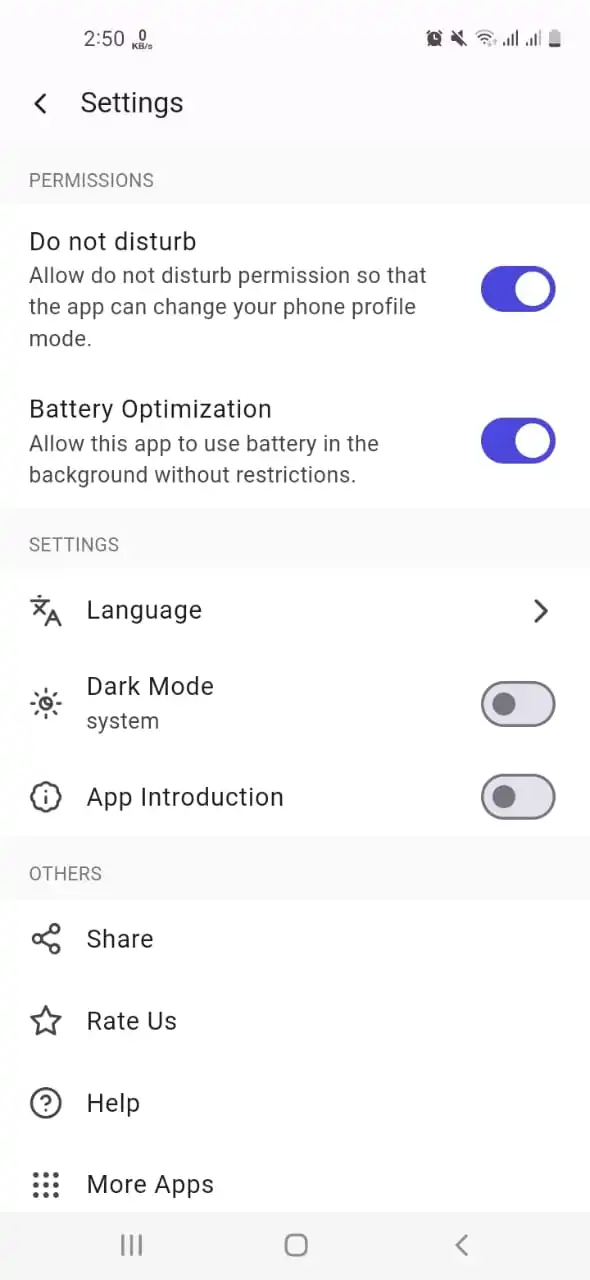 2:50 0
KB/s
Settings
PERMISSIONS
Do not disturb
Allow do not disturb permission so that
the app can change your phone profile
mode.
Battery Optimization
Allow this app to use battery in the
background without restrictions.
SETTINGS
Language
Dark Mode
system
App Introduction
OTHERS
Share
Rate Us
Help
More Apps